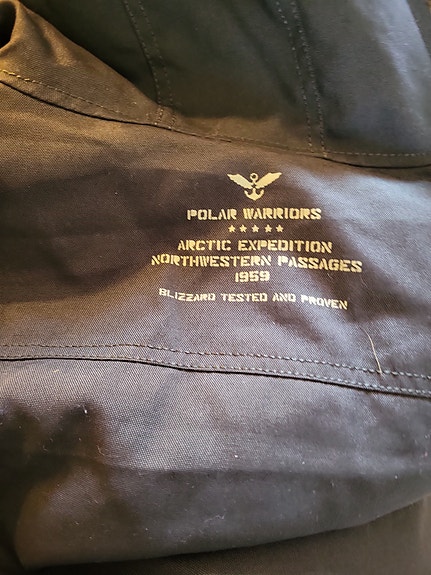 POLAR WARRIORS
★★★★★
ARCTIC EXPEDITION
NORTHWESTERN PASSAGES
1959
BLIZZARD TESTED AND PROVEN